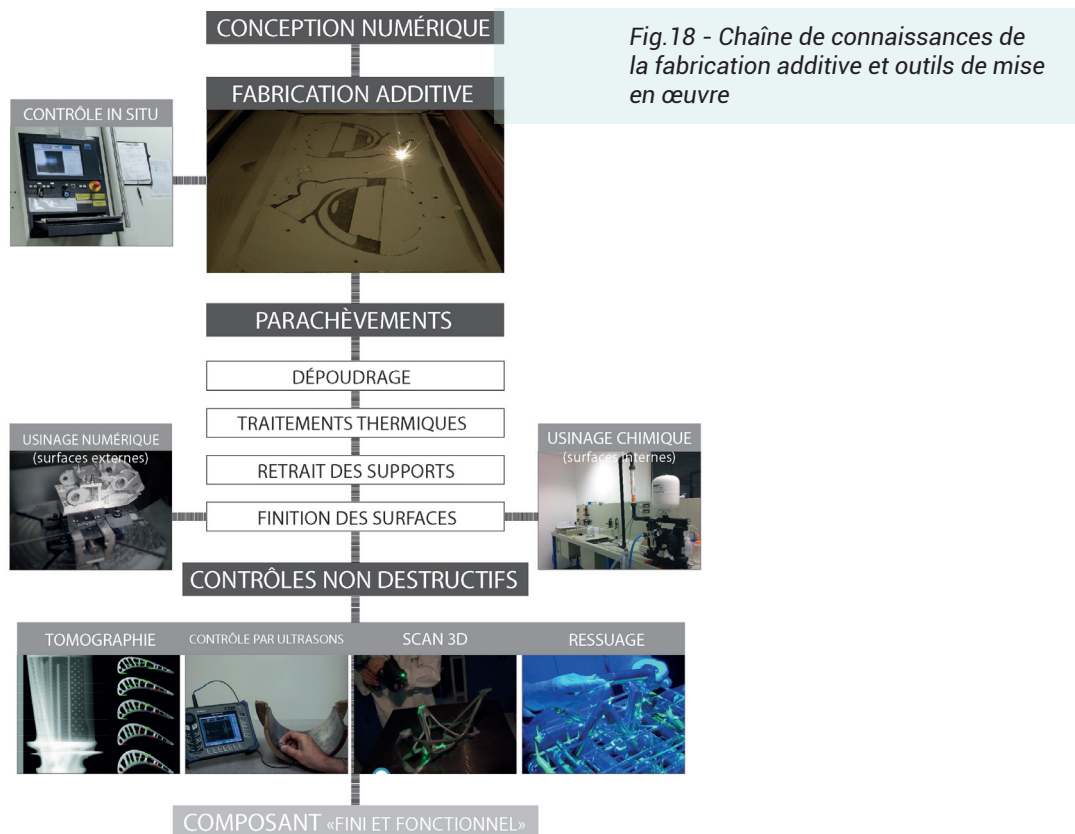 CONCEPTION NUMÉRIQUE
Fig.18 - Chaîne de connaissances de
la fabrication additive et outils de mise
en œuvre
FABRICATION ADDITIVE
CONTRÔLE IN SITU
PARACHÈVEMENTS
DÉPOUDRAGE
TRAITEMENTS THERMIQUES
USINAGE NUMÉRIQUE
(surfaces externes)
USINAGE CHIMIQUE
(surfaces internes)
RETRAIT DES SUPPORTS
FINITION DES SURFACES
CONTRÔLES NON DESTRUCTIFS
TOMOGRAPHIE
CONTRÔLE PAR ULTRASONS
SCAN 3D
RESSUAGE
COMPOSANT «FINI ET FONCTIONNEL»